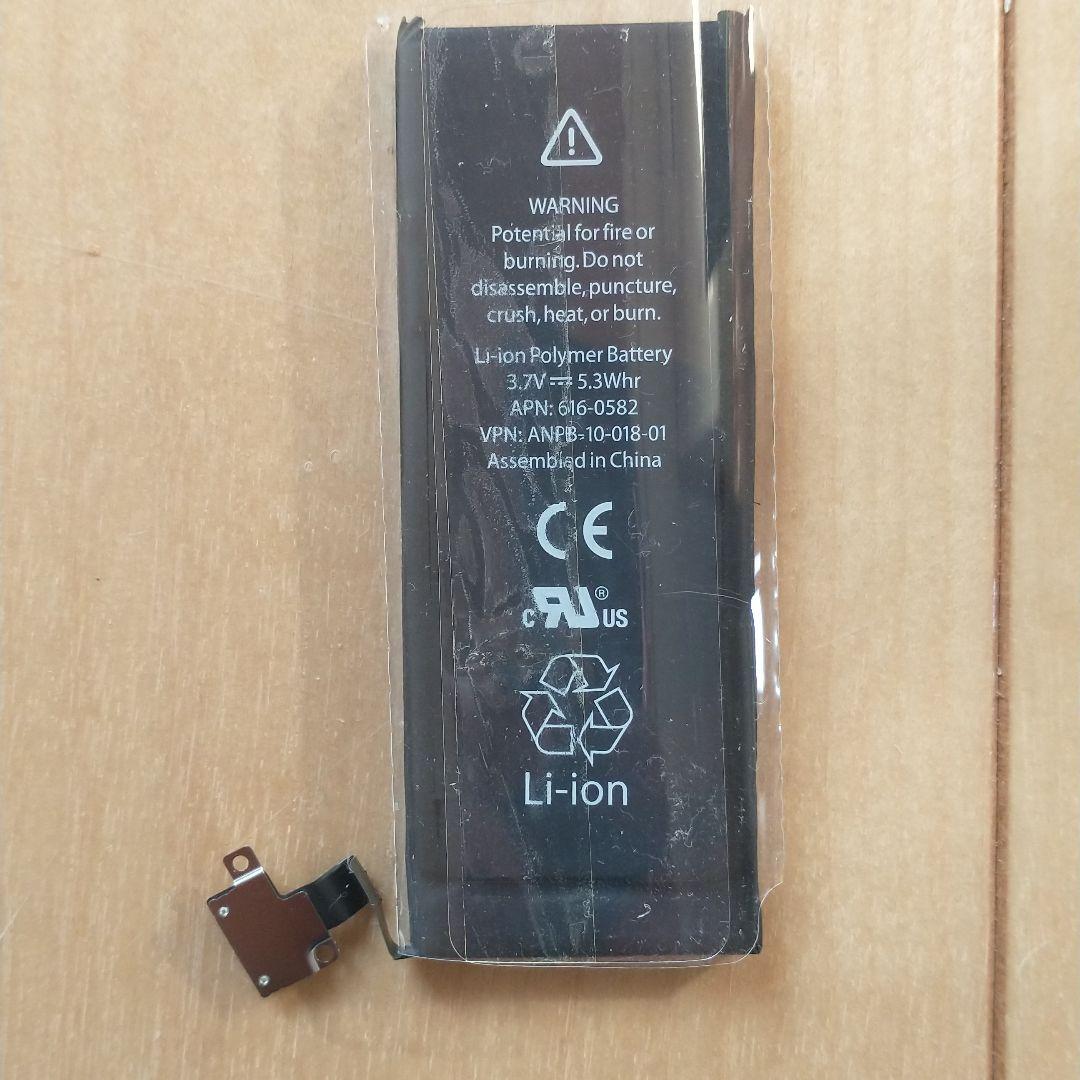 WARNING
Potential for fire or
burning. Do not
disassemble, puncture,
crush, heat, or burn.
Li-ion Polymer Battery
3.7V⎓5.3Whr
APN: 616-0582
VPN: ANPB-10-018-01
Assembled in China
CE
c RU ® US
Li-ion